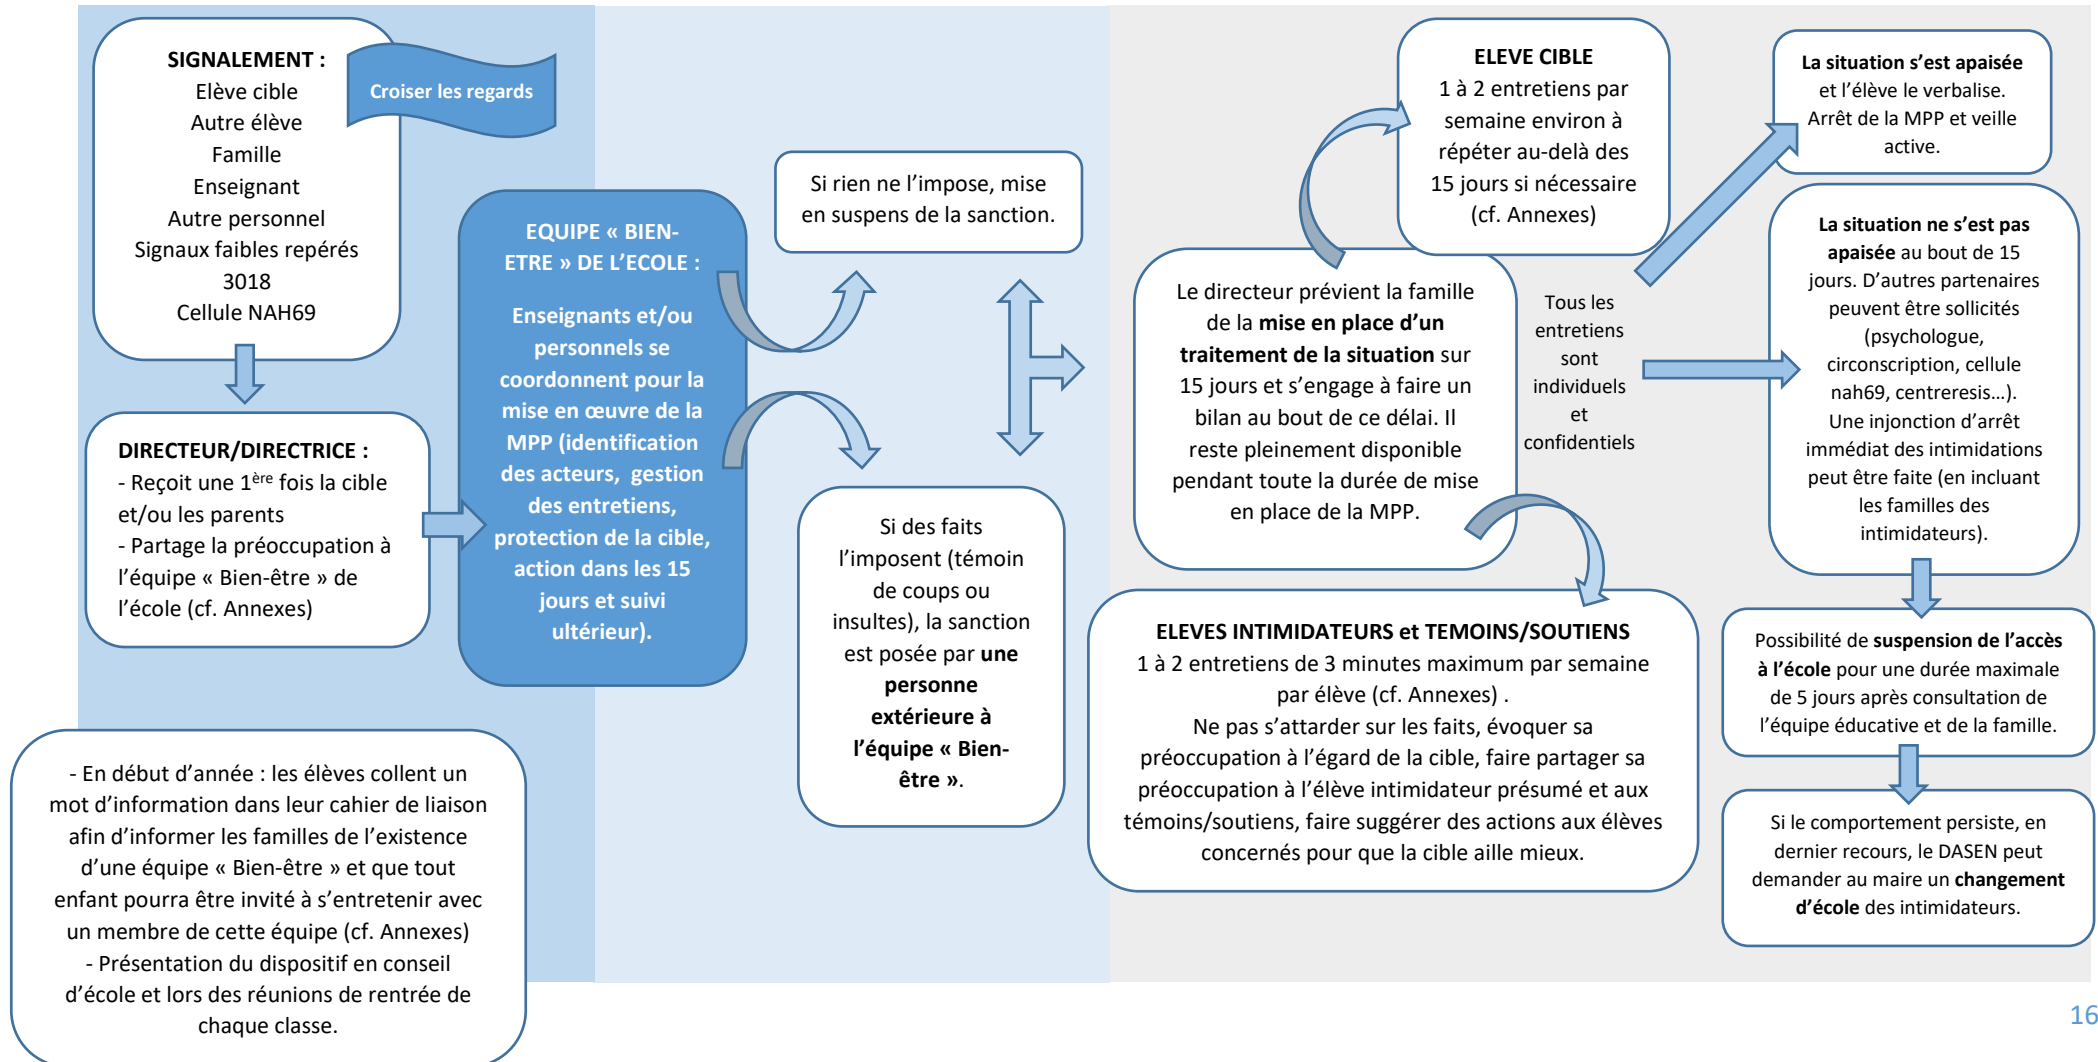 SIGNALEMENT :
Elève cible
Autre élève
Famille
Enseignant
Autre personnel
Signaux faibles repérés
3018
Cellule NAH69
Croiser les regards
DIRECTEUR/DIRECTRICE :
- Reçoit une 1ère fois la cible
et/ou les parents
- Partage la préoccupation à
l’équipe « Bien-être » de
l’école (cf. Annexes)
- En début d’année : les élèves collent un
mot d’information dans leur cahier de liaison
afin d’informer les familles de l’existence
d’une équipe « Bien-être » et que tout
enfant pourra être invité à s’entretenir avec
un membre de cette équipe (cf. Annexes)
- Présentation du dispositif en conseil
d’école et lors des réunions de rentrée de
chaque classe.
EQUIPE « BIEN-
ETRE » DE L’ECOLE :
Enseignants et/ou
personnels se
coordonnent pour la
mise en œuvre de la
MPP (identification
des acteurs, gestion
des entretiens,
protection de la cible,
action dans les 15
jours et suivi
ultérieur).
Si rien ne l’impose, mise
en suspens de la sanction.
Si des faits
l’imposent (témoin
de coups ou
insultes), la sanction
est posée par une
personne
extérieure à
l’équipe « Bien-
être ».
ELEVE CIBLE
1 à 2 entretiens par
semaine environ à
répéter au-delà des
15 jours si nécessaire
(cf. Annexes)
Le directeur prévient la famille
de la mise en place d’un
traitement de la situation sur
15 jours et s’engage à faire un
bilan au bout de ce délai. Il
reste pleinement disponible
pendant toute la durée de mise
en place de la MPP.
Tous les
entretiens
sont
individuels
et
confidentiels
ELEVES INTIMIDATEURS et TEMOINS/SOUTIENS
1 à 2 entretiens de 3 minutes maximum par semaine
par élève (cf. Annexes) .
Ne pas s’attarder sur les faits, évoquer sa
préoccupation à l’égard de la cible, faire partager sa
préoccupation à l’élève intimidateur présumé et aux
témoins/soutiens, faire suggérer des actions aux élèves
concernés pour que la cible aille mieux.
La situation s’est apaisée
et l’élève le verbalise.
Arrêt de la MPP et veille
active.
La situation ne s’est pas
apaisée au bout de 15
jours. D’autres partenaires
peuvent être sollicités
(psychologue,
circonscription, cellule
nah69, centreresis…).
Une injonction d’arrêt
immédiat des intimidations
peut être faite (en incluant
les familles des
intimidateurs).
Possibilité de suspension de l’accès
à l’école pour une durée maximale
de 5 jours après consultation de
l’équipe éducative et de la famille.
Si le comportement persiste, en
dernier recours, le DASEN peut
demander au maire un changement
d’école des intimidateurs.
16